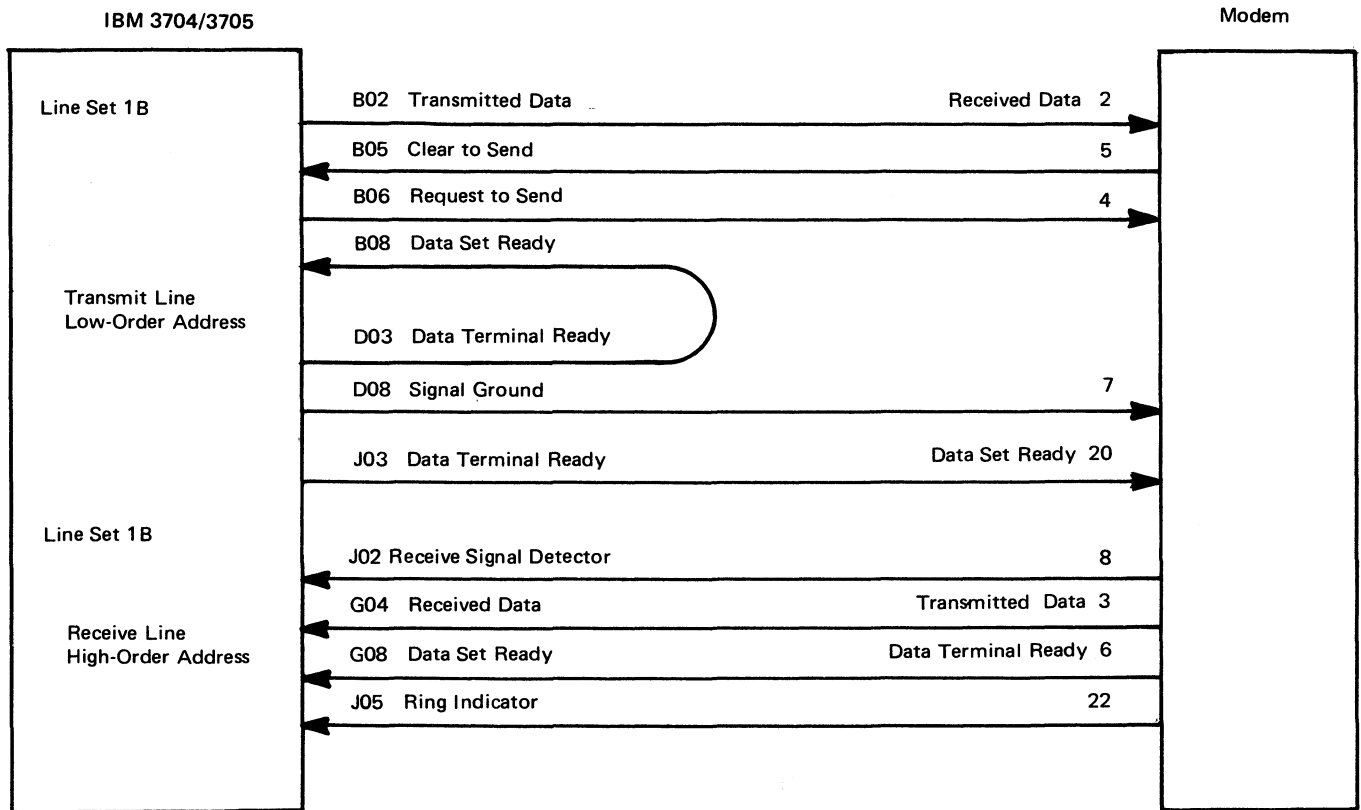 IBM 3704/3705
Modem
Line Set 1B
B02 Transmitted Data Received Data 2
B05 Clear to Send 5
B06 Request to Send 4
B08 Data Set Ready
Transmit Line
Low-Order Address
D03 Data Terminal Ready
D08 Signal Ground 7
J03 Data Terminal Ready Data Set Ready 20
Line Set 1B
J02 Receive Signal Detector 8
G04 Received Data Transmitted Data 3
Receive Line
High-Order Address
G08 Data Set Ready Data Terminal Ready 6
J05 Ring Indicator 22